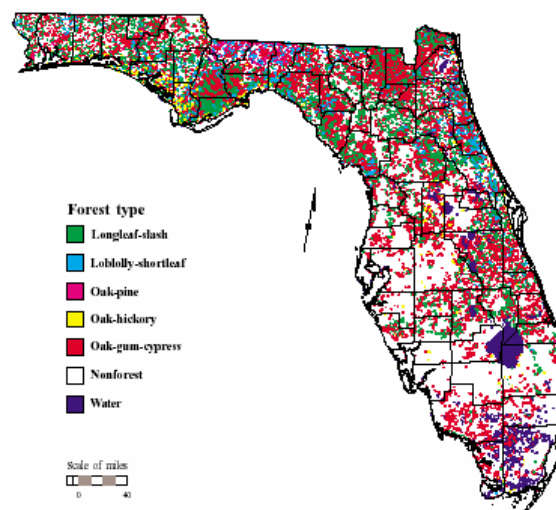 Forest type
Longleaf-slash
Loblolly-shortleaf
Oak-pine
Oak-hickory
Oak-gum-cypress
Nonforest
Water
Scale of miles
0 40